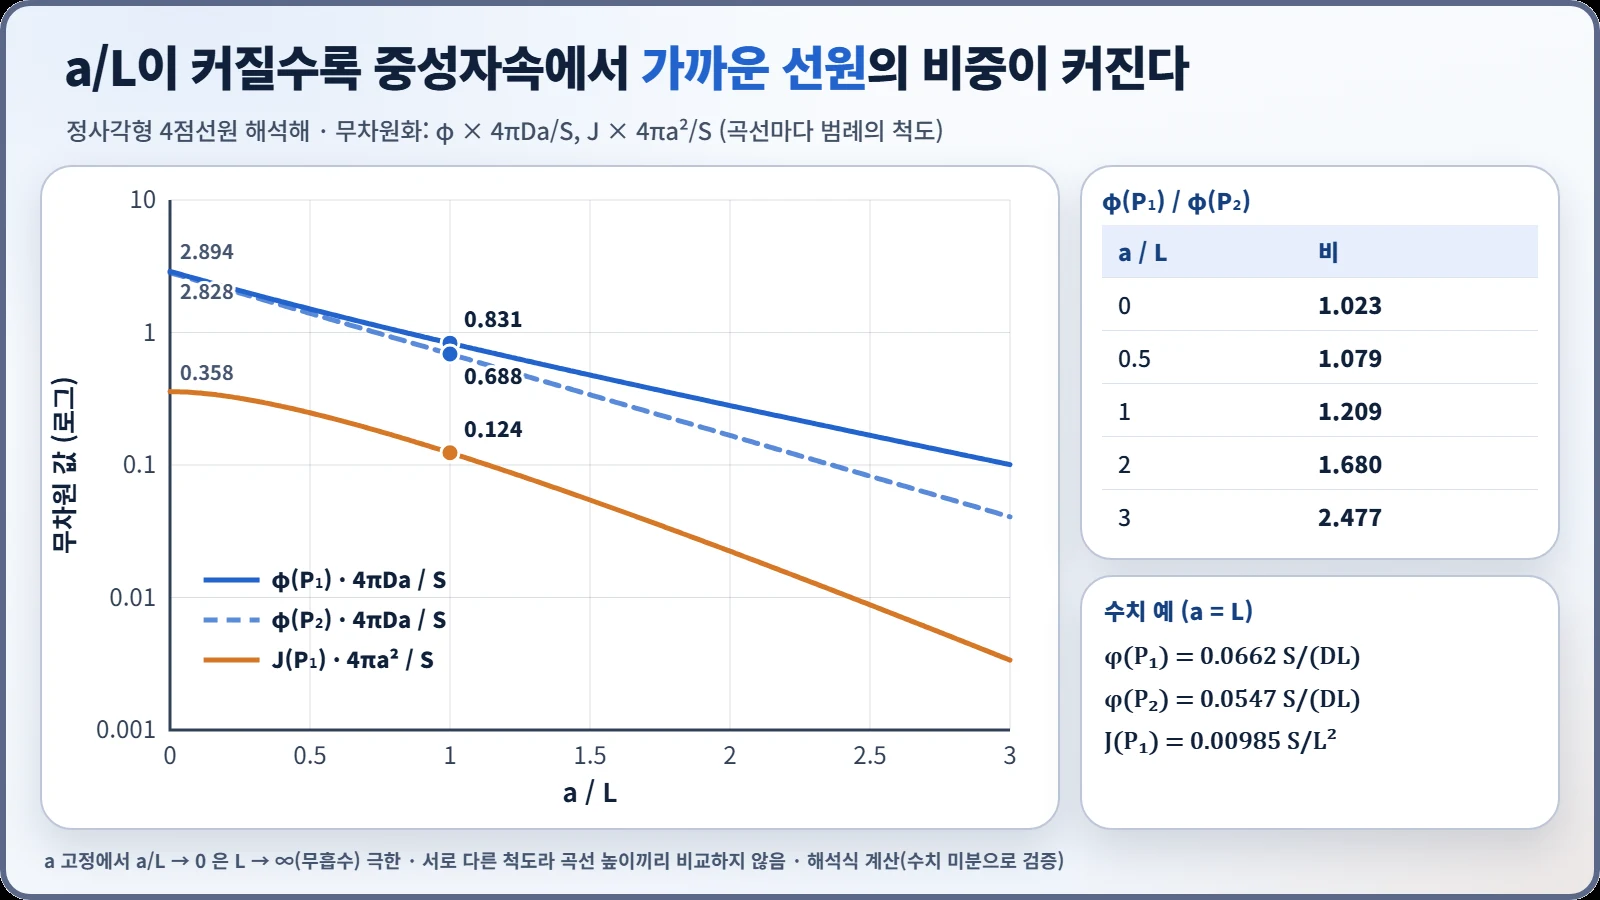 a/L이 커질수록 중성자속에서 가까운 선원의 비중이 커진다
정사각형 4점선원 해석해 · 무차원화: ϕ × 4πDa/S, J × 4πa²/S (곡선마다 범례의 척도)
무차원 값 (로그)
10
1
0.1
0.01
0.001
2.894
2.828
0.358
0.831
0.688
0.124
ϕ(P₁) · 4πDa / S
ϕ(P₂) · 4πDa / S
J(P₁) · 4πa² / S
0 0.5 1 1.5 2 2.5 3
a / L
ϕ(P₁) / ϕ(P₂)
a / L 비
0 1.023
0.5 1.079
1 1.209
2 1.680
3 2.477
수치 예 (a = L)
φ(P₁) = 0.0662 S/(DL)
φ(P₂) = 0.0547 S/(DL)
J(P₁) = 0.00985 S/L²
a 고정에서 a/L → 0 은 L → ∞(무흡수) 극한 · 서로 다른 척도라 곡선 높이끼리 비교하지 않음 · 해석식 계산(수치 미분으로 검증)